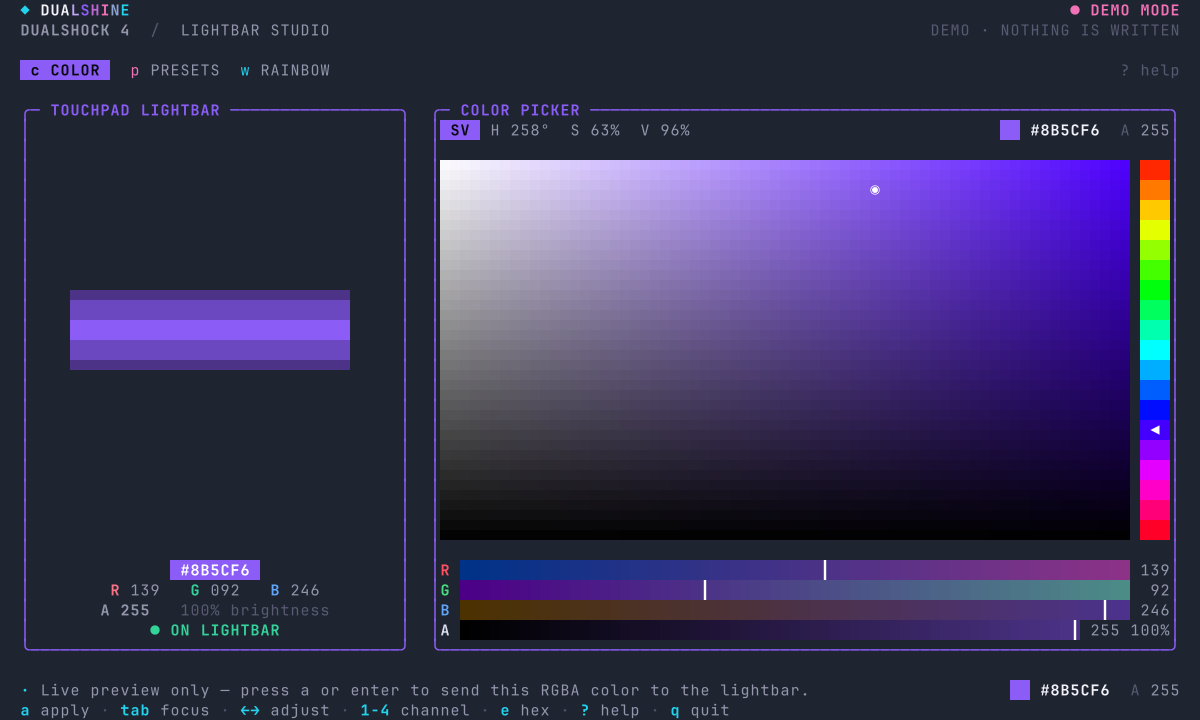 ◆ DUALSHINE ● DEMO MODE
DUALSHOCK 4 / LIGHTBAR STUDIO DEMO · NOTHING IS WRITTEN
c COLOR p PRESETS w RAINBOW ? help
TOUCHPAD LIGHTBAR
COLOR PICKER
SV H 258° S 63% V 96% #8B5CF6 A 255
#8B5CF6
R 139 G 092 B 246
A 255 100% brightness
● ON LIGHTBAR
R 139
G 92
B 246
A 255 100%
· Live preview only — press a or enter to send this RGBA color to the lightbar. #8B5CF6 A 255
a apply · tab focus · ←→ adjust · 1-4 channel · e hex · ? help · q quit